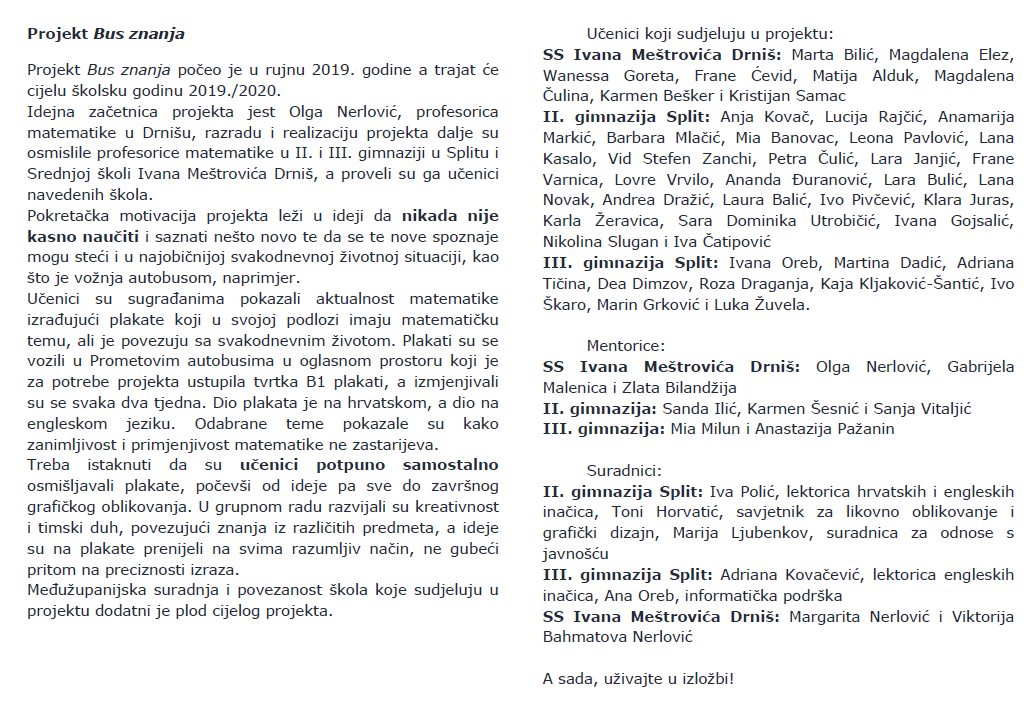 Projekt Bus znanja
Projekt Bus znanja počeo je u rujnu 2019. godine a trajat će
cijelu školsku godinu 2019./2020.
Idejna začetnica projekta jest Olga Nerlović, profesorica
matematike u Drnišu, razradu i realizaciju projekta dalje su
osmislile profesorice matematike u II. i III. gimnaziji u Splitu i
Srednjoj školi Ivana Meštrovića Drniš, a proveli su ga učenici
navedenih škola.
Pokretačka motivacija projekta leži u ideji da nikada nije
kasno naučiti i saznati nešto novo te da se te nove spoznaje
mogu steći i u najobičnijoj svakodnevnoj životnoj situaciji, kao
što je vožnja autobusom, naprimjer.
Učenici su sugrađanima pokazali aktualnost matematike
izrađujući plakate koji u svojoj podlozi imaju matematičku
temu, ali je povezuju sa svakodnevnim životom. Plakati su se
vozili u Prometovim autobusima u oglasnom prostoru koji je
za potrebe projekta ustupila tvrtka B1 plakati, a izmjenjivali
su se svaka dva tjedna. Dio plakata je na hrvatskom, a dio na
engleskom jeziku. Odabrane teme pokazale su kako
zanimljivost i primjenjivost matematike ne zastarijeva.
Treba istaknuti da su učenici potpuno samostalno
osmišljavali plakate, počevši od ideje pa sve do završnog
grafičkog oblikovanja. U grupnom radu razvijali su kreativnost
i timski duh, povezujući znanja iz različitih predmeta, a ideje
su na plakate prenijeli na svima razumljiv način, ne gubeći
pritom na preciznosti izraza.
Međužupanijska suradnja i povezanost škola koje sudjeluju u
projektu dodatni je plod cijelog projekta.
Učenici koji sudjeluju u projektu:
SS Ivana Meštrovića Drniš: Marta Bilić, Magdalena Elez,
Wanessa Goreta, Frane Ćevid, Matija Alduk, Magdalena
Čulina, Karmen Bešker i Kristijan Samac
II. gimnazija Split: Anja Kovač, Lucija Rajčić, Anamarija
Markić, Barbara Mlačić, Mia Banovac, Leona Pavlović, Lana
Kasalo, Vid Stefen Zanchi, Petra Čulić, Lara Janjić, Frane
Varnica, Lovre Vrvilo, Ananda Đuranović, Lara Bulić, Lana
Novak, Andrea Dražić, Laura Balić, Ivo Pivčević, Klara Juras,
Karla Žeravica, Sara Dominika Utrobičić, Ivana Gojsalić,
Nikolina Slugan i Iva Čatipović
III. gimnazija Split: Ivana Oreb, Martina Dadić, Adriana
Tičina, Dea Dimzov, Roza Draganja, Kaja Kljaković-Šantić, Ivo
Škaro, Marin Grković i Luka Žuvela.
Mentorice:
SS Ivana Meštrovića Drniš: Olga Nerlović, Gabrijela
Malenica i Zlata Bilandžija
II. gimnazija: Sanda Ilić, Karmen Šesnić i Sanja Vitaljić
III. gimnazija: Mia Milun i Anastazija Pažanin
Suradnici:
II. gimnazija Split: Iva Polić, lektorica hrvatskih i engleskih
inačica, Toni Horvatić, savjetnik za likovno oblikovanje i
grafički dizajn, Marija Ljubenkov, suradnica za odnose s
javnošću
III. gimnazija Split: Adriana Kovačević, lektorica engleskih
inačica, Ana Oreb, informatička podrška
SS Ivana Meštrovića Drniš: Margarita Nerlović i Viktorija
Bahmatova Nerlović
A sada, uživajte u izložbi!